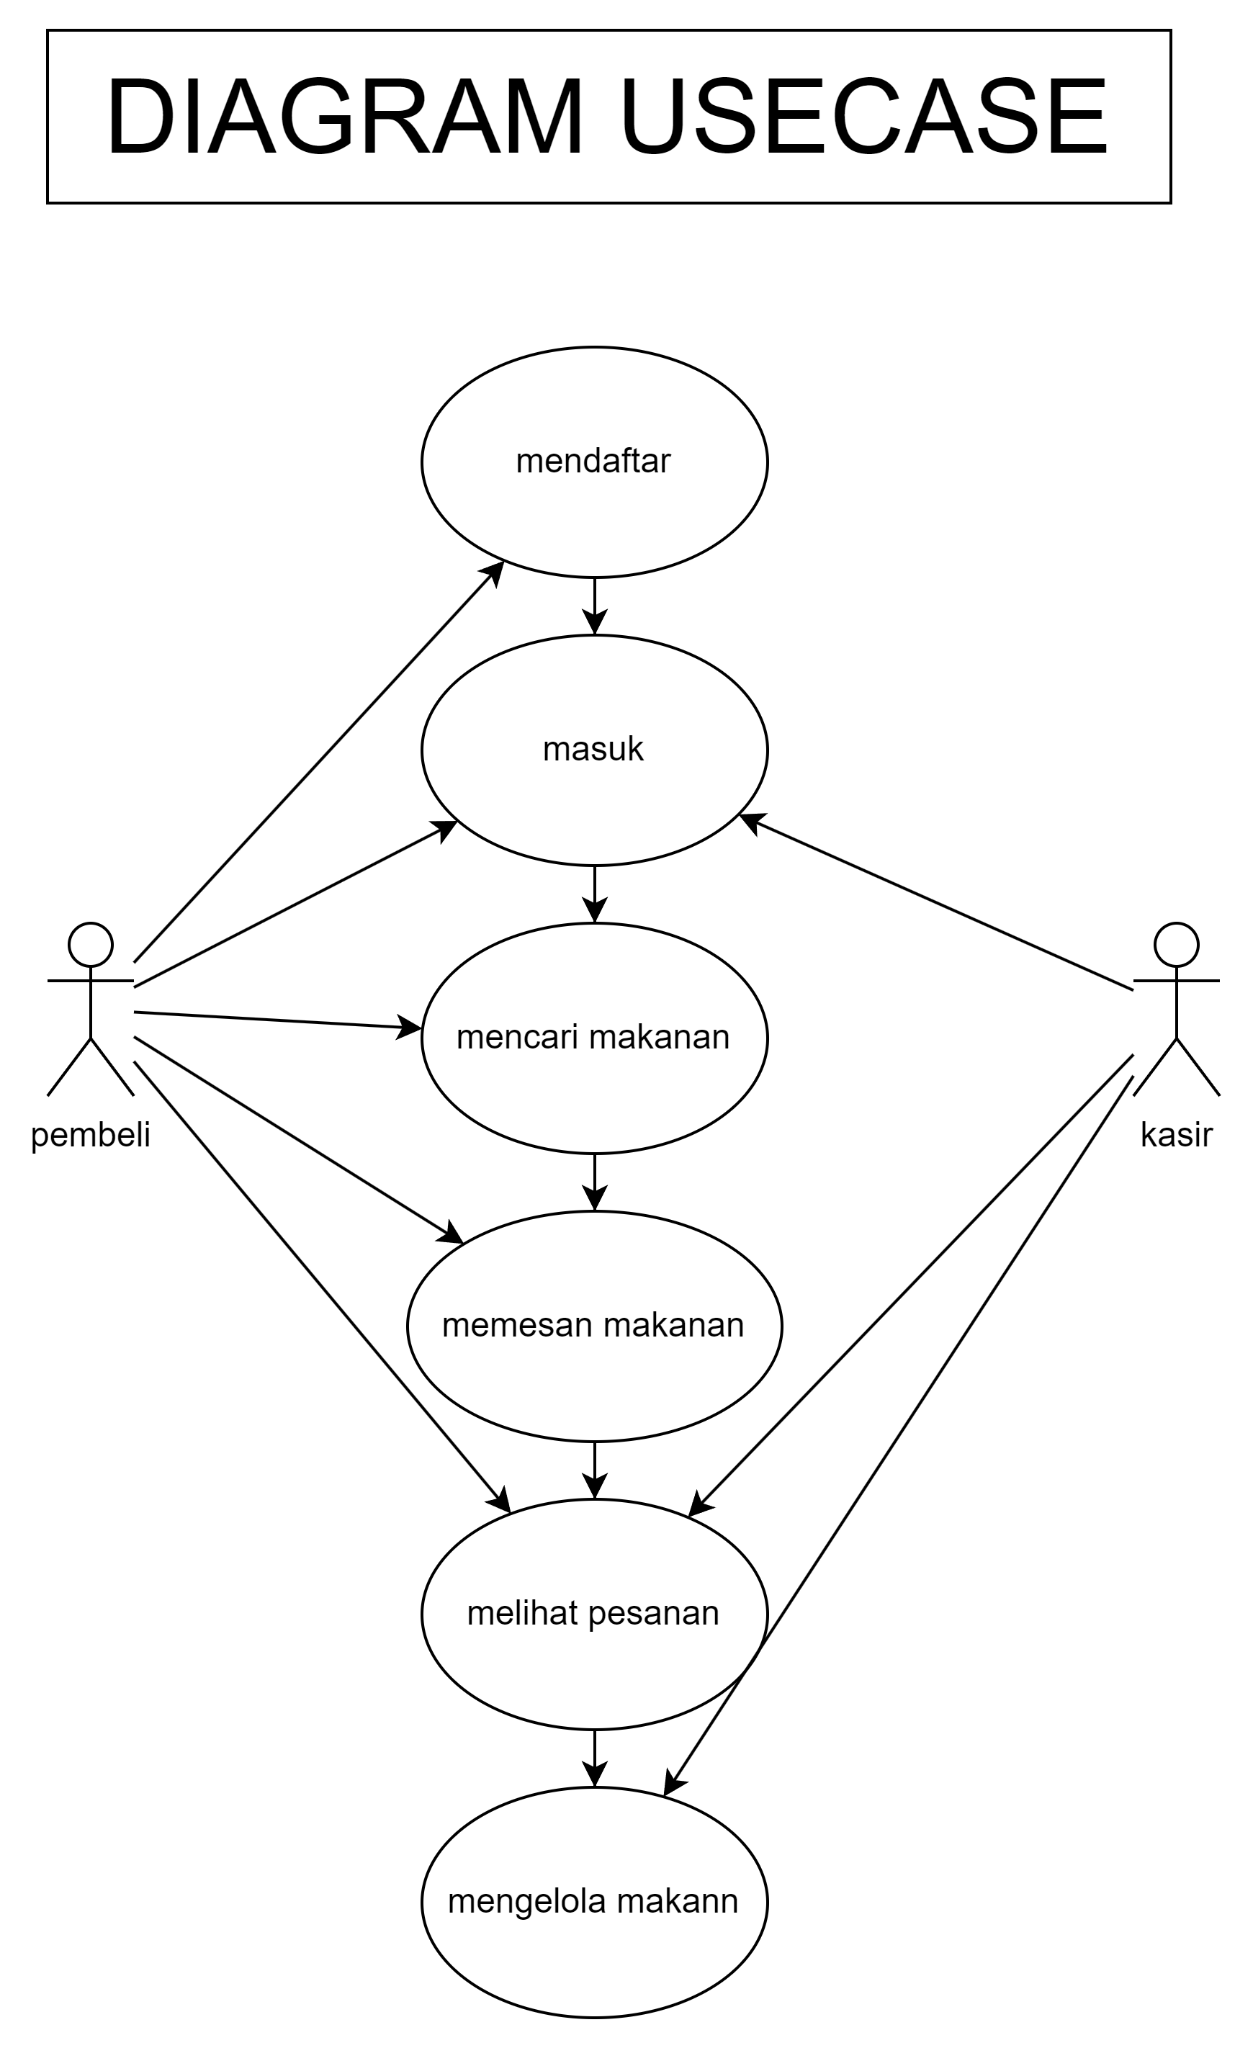 DIAGRAM USECASE
mendaftar
masuk
mencari makanan
pembeli
kasir
memesan makanan
melihat pesanan
mengelola makann